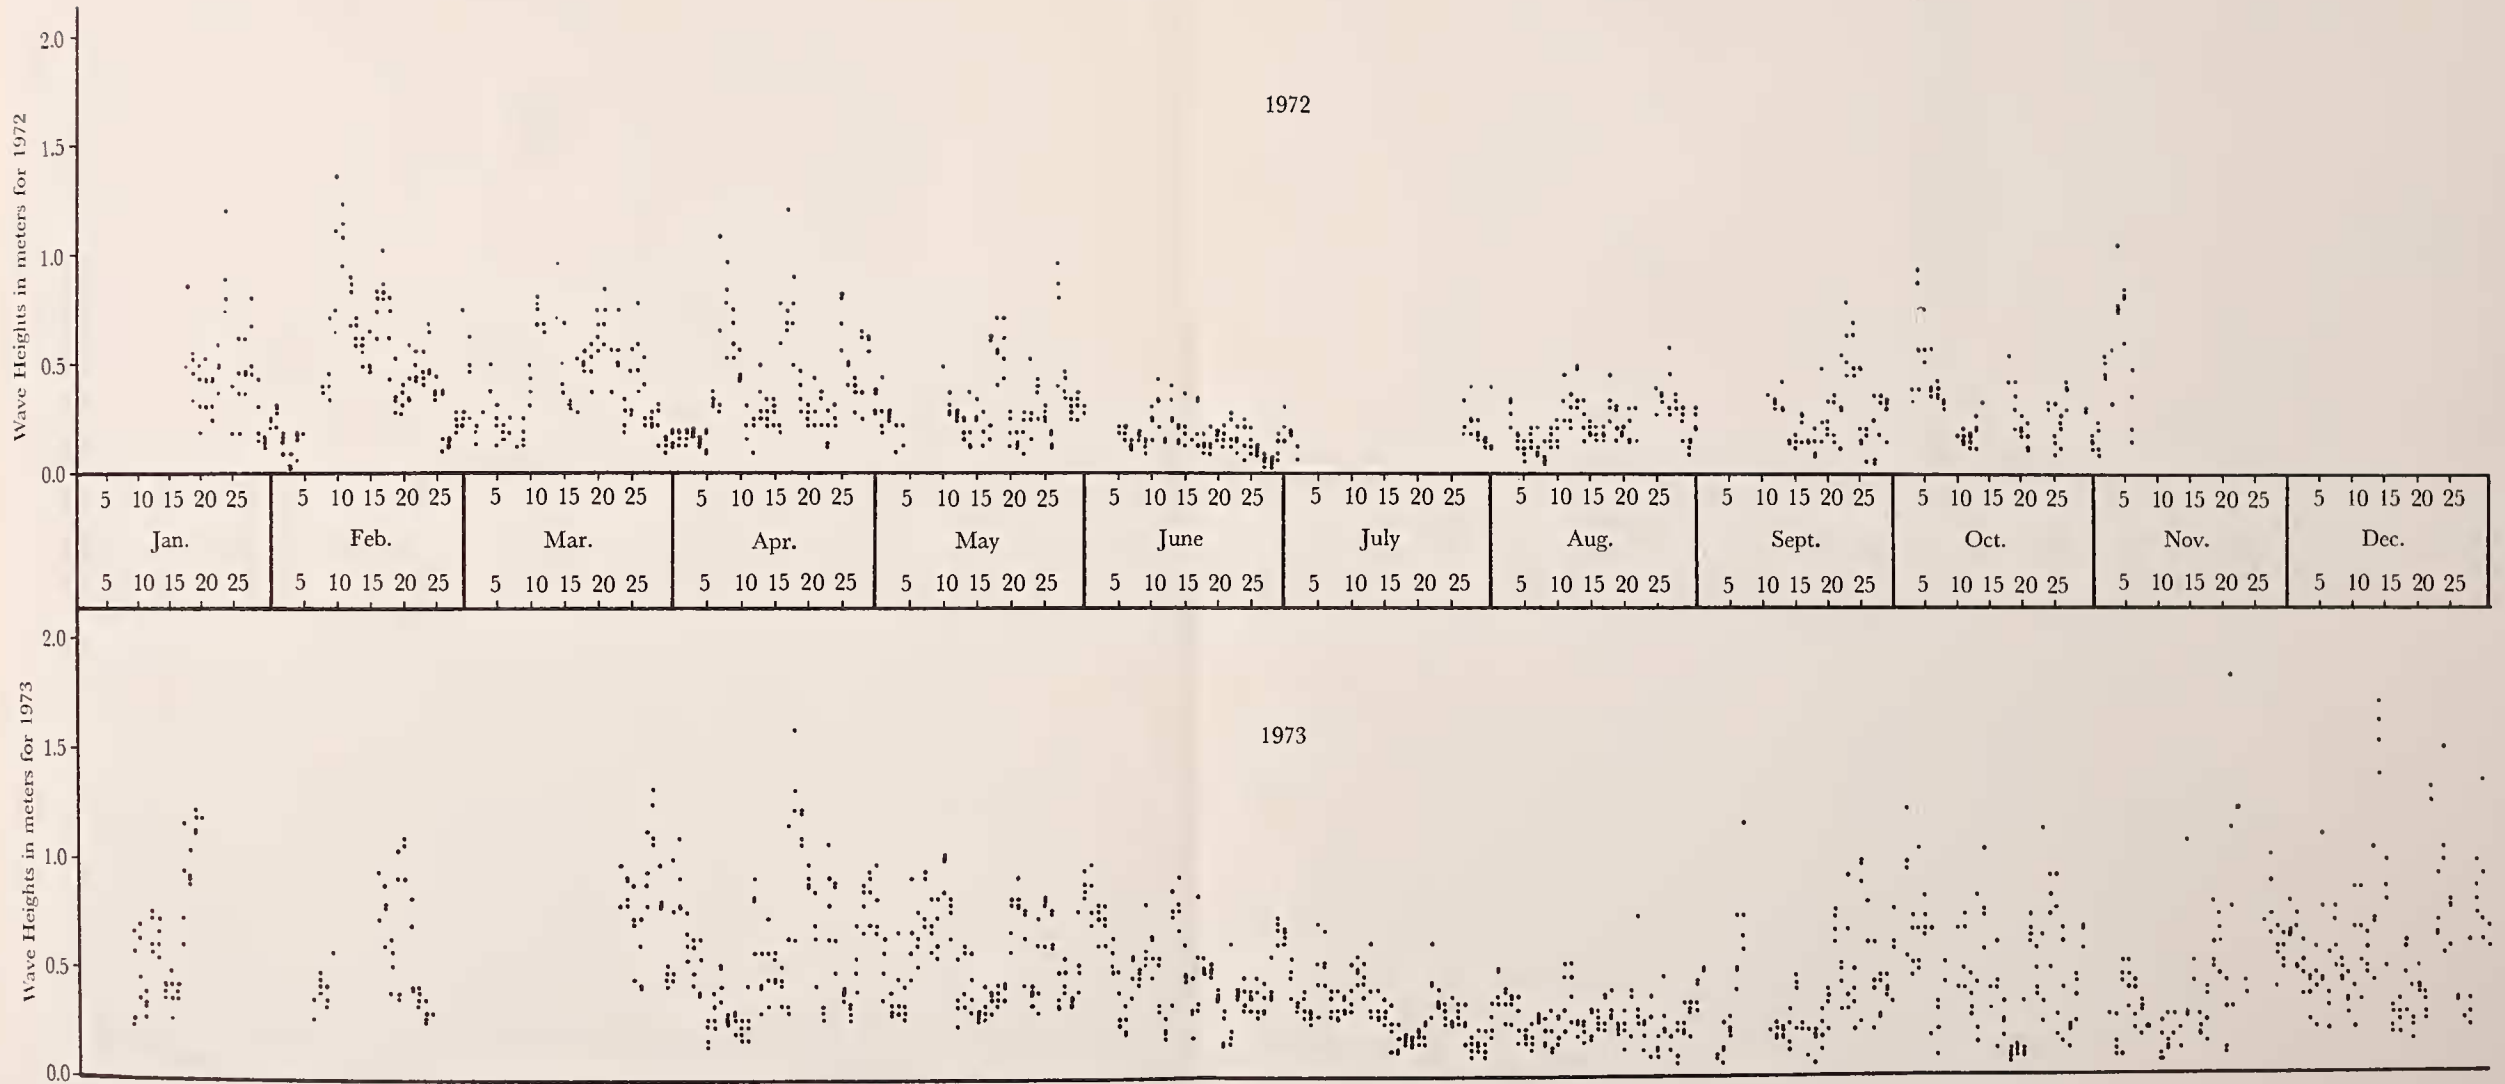 Wave Heights in meters for 1972
2.0
1.5
1.0
0.5
0.0
1972
5 10 15 20 25 5 10 15 20 25 5 10 15 20 25 5 10 15 20 25 5 10 15 20 25 5 10 15 20 25 5 10 15 20 25 5 10 15 20 25 5 10 15 20 25 5 10 15 20 25 5 10 15 20 25 5 10 15 20 25
Jan. Feb. Mar. Apr. May June July Aug. Sept. Oct. Nov. Dec.
5 10 15 20 25 5 10 15 20 25 5 10 15 20 25 5 10 15 20 25 5 10 15 20 25 5 10 15 20 25 5 10 15 20 25 5 10 15 20 25 5 10 15 20 25 5 10 15 20 25 5 10 15 20 25 5 10 15 20 25
Wave Heights in meters for 1973
2.0
1.5
1.0
0.5
0.0
1973